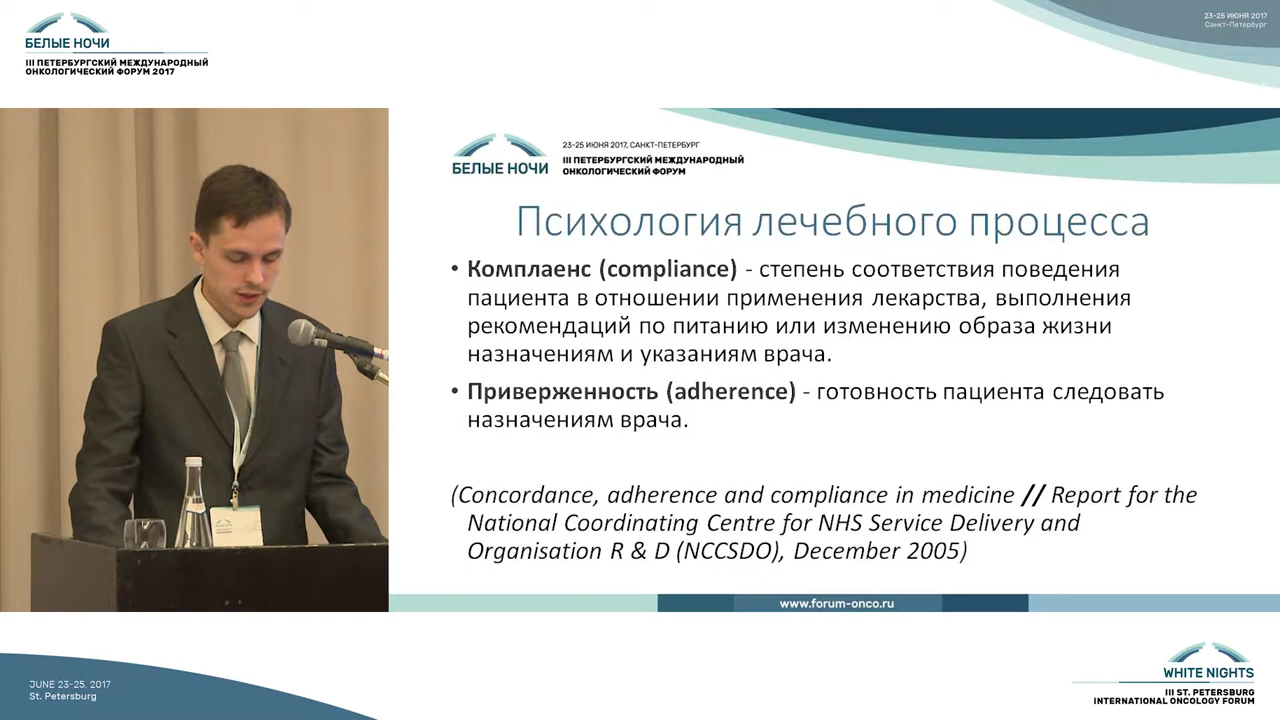 БЕЛЫЕ НОЧИ
III ПЕТЕРБУРГСКИЙ МЕЖДУНАРОДНЫЙ
ОНКОЛОГИЧЕСКИЙ ФОРУМ 2017
23-25 ИЮНЯ 2017
Санкт-Петербург
БЕЛЫЕ НОЧИ
23-25 ИЮНЯ 2017, САНКТ-ПЕТЕРБУРГ
III ПЕТЕРБУРГСКИЙ МЕЖДУНАРОДНЫЙ
ОНКОЛОГИЧЕСКИЙ ФОРУМ
Психология лечебного процесса
• Комплаенс (compliance) - степень соответствия поведения
пациента в отношении применения лекарства, выполнения
рекомендаций по питанию или изменению образа жизни
назначениям и указаниям врача.
• Приверженность (adherence) - готовность пациента следовать
назначениям врача.
(Concordance, adherence and compliance in medicine // Report for the
National Coordinating Centre for NHS Service Delivery and
Organisation R & D (NCCSDO), December 2005)
www.forum-onco.ru
JUNE 23-25, 2017
St. Petersburg
WHITE NIGHTS
III ST. PETERSBURG
INTERNATIONAL ONCOLOGY FORUM